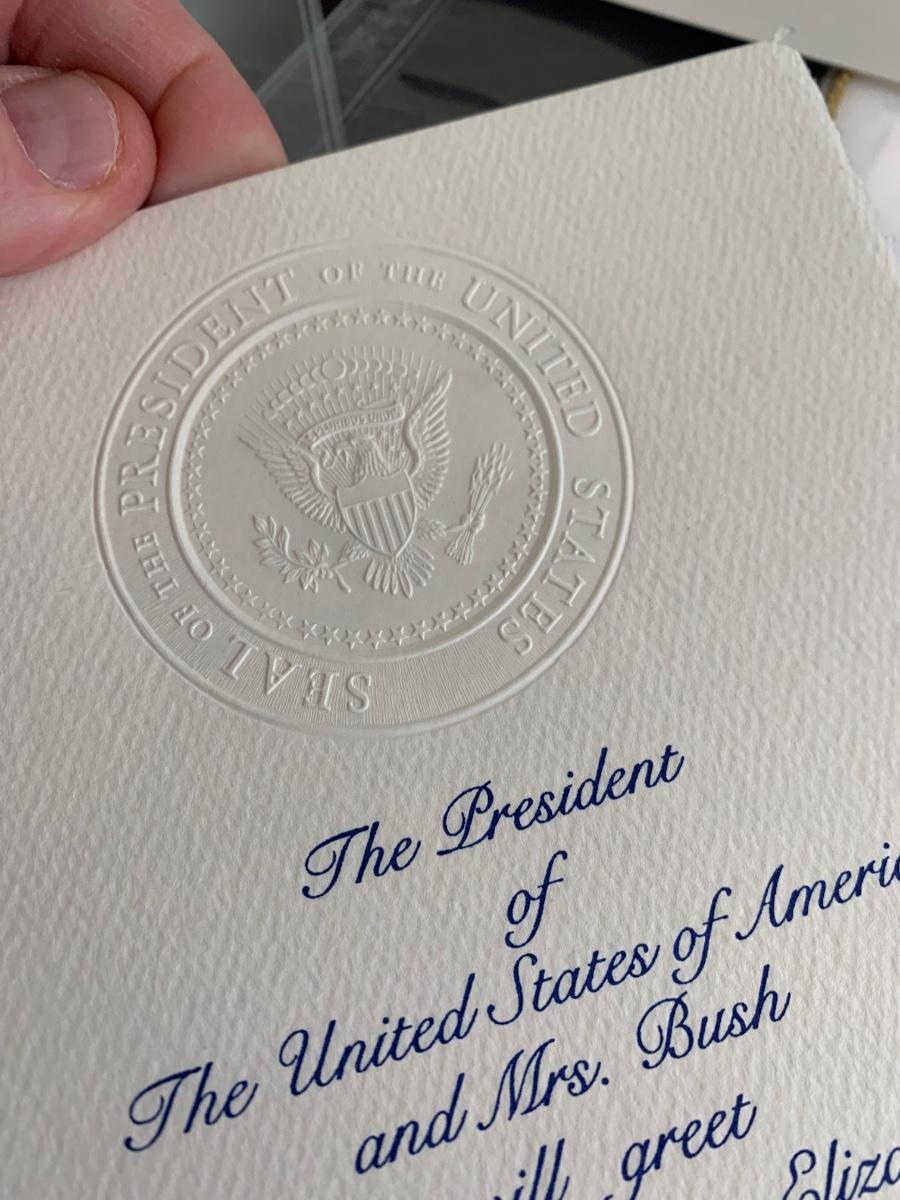 SEAL OF THE PRESIDENT OF THE UNITED STATES
E PLURIBUS UNUM
The President
of
The United States of Americ
and Mrs. Bush
ill greet
Eliza